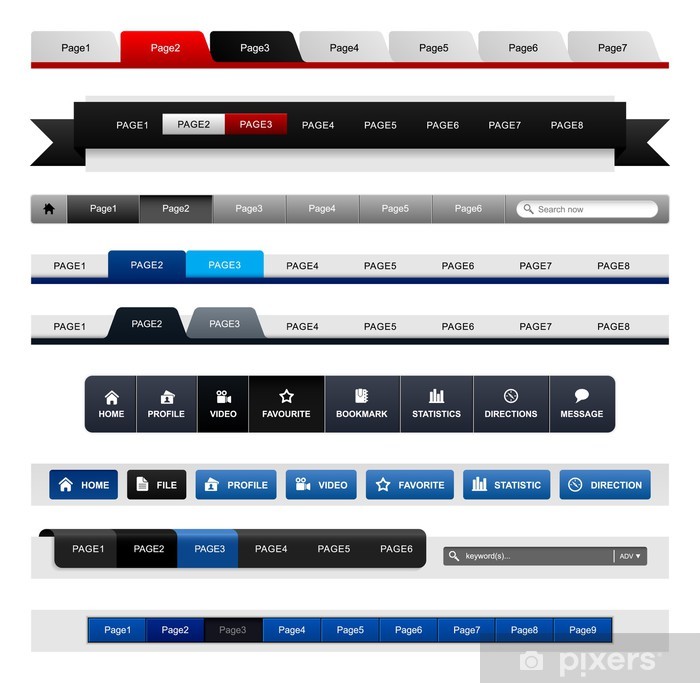 Page1 Page2 Page3 Page4 Page5 Page6 Page7
PAGE1 PAGE2 PAGE3 PAGE4 PAGE5 PAGE6 PAGE7 PAGE8
Page1 Page2 Page3 Page4 Page5 Page6 Search now
PAGE1 PAGE2 PAGE3 PAGE4 PAGE5 PAGE6 PAGE7 PAGE8
PAGE1 PAGE2 PAGE3 PAGE4 PAGE5 PAGE6 PAGE7 PAGE8
HOME PROFILE VIDEO FAVOURITE BOOKMARK STATISTICS DIRECTIONS MESSAGE
HOME FILE PROFILE VIDEO FAVORITE STATISTIC DIRECTION
PAGE1 PAGE2 PAGE3 PAGE4 PAGE5 PAGE6 keyword(s)... ADV ▼
Page1 Page2 Page3 Page4 Page5 Page6 Page7 Page8 Page9
pixers